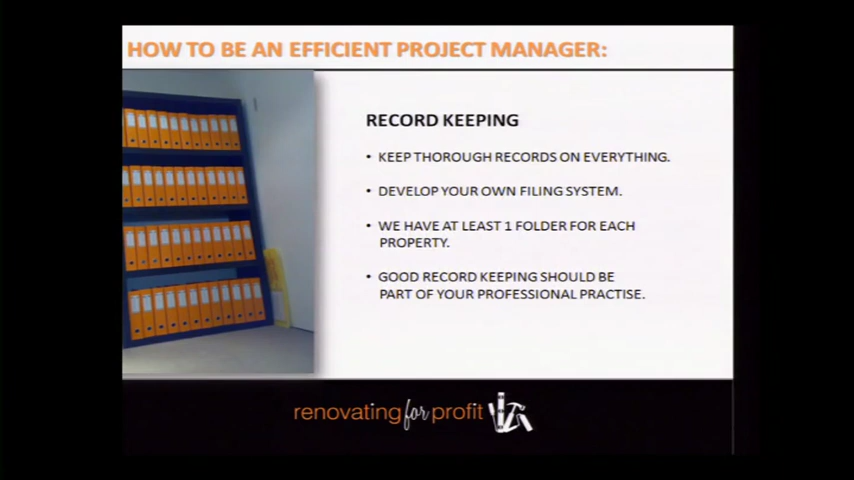 HOW TO BE AN EFFICIENT PROJECT MANAGER:
RECORD KEEPING
• KEEP THOROUGH RECORDS ON EVERYTHING.
• DEVELOP YOUR OWN FILING SYSTEM.
• WE HAVE AT LEAST 1 FOLDER FOR EACH
PROPERTY.
• GOOD RECORD KEEPING SHOULD BE
PART OF YOUR PROFESSIONAL PRACTISE.
renovating for profit